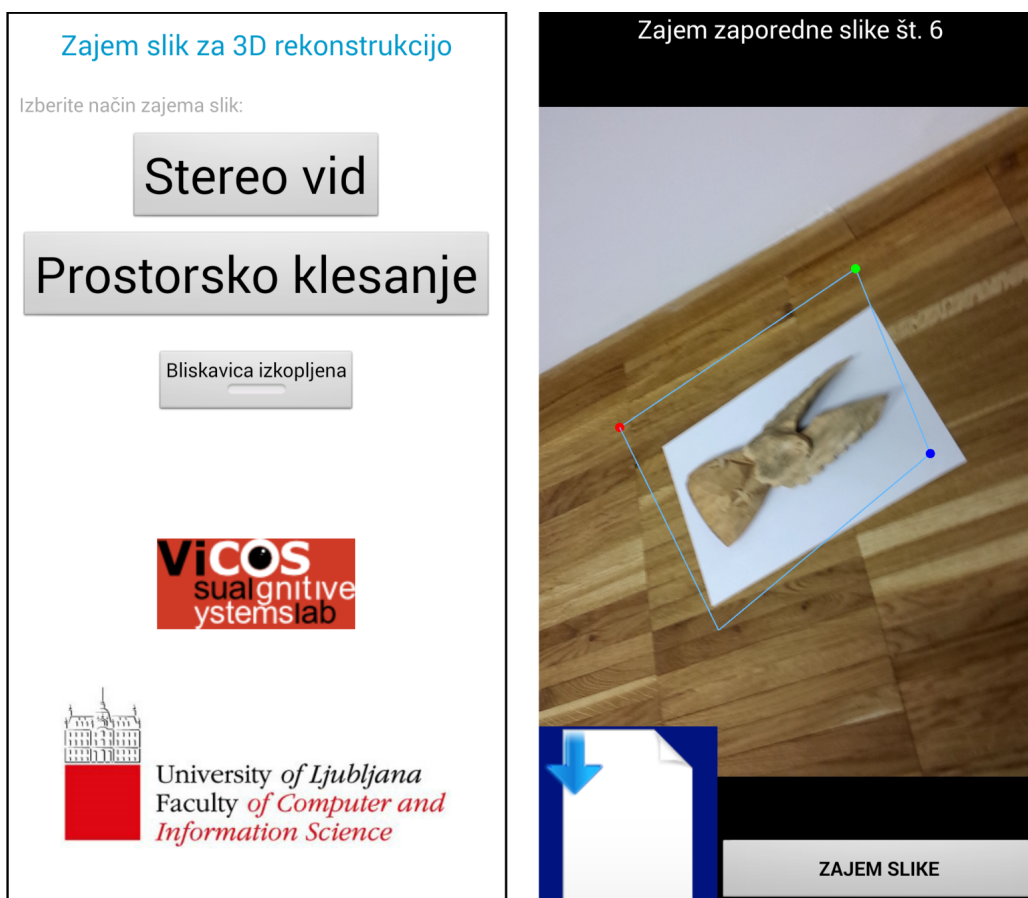 Zajem slik za 3D rekonstrukcijo
Izberite način zajema slik:
Stereo vid
Prostorsko klesanje
Bliskavica izkopljena
ViCOS
sualgnitive
ystemslab
University of Ljubljana
Faculty of Computer and
Information Science
Zajem zaporedne slike št. 6
ZAJEM SLIKE